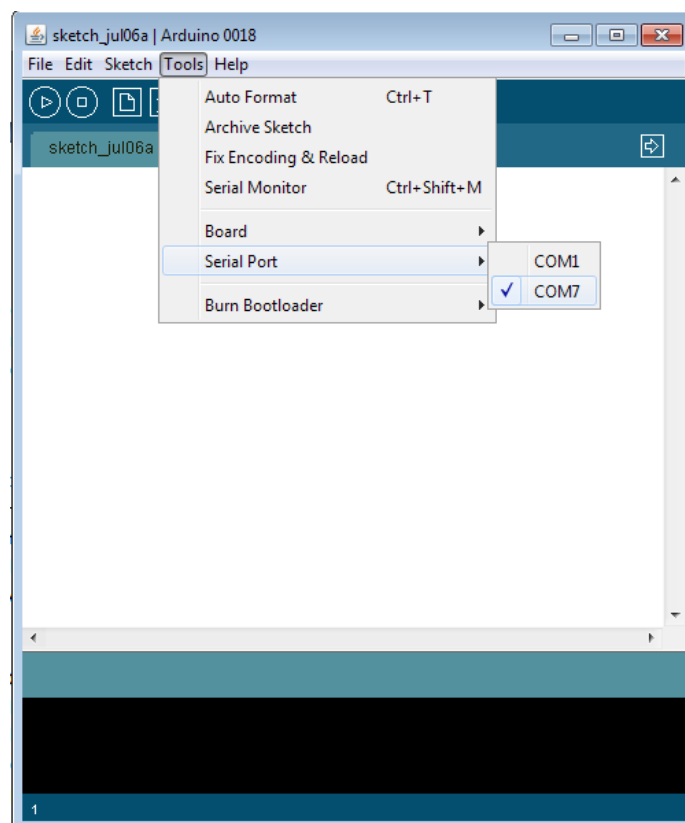 sketch_jul06a | Arduino 0018
File Edit Sketch Tools Help
sketch_jul06a
Auto Format Ctrl+T
Archive Sketch
Fix Encoding & Reload
Serial Monitor Ctrl+Shift+M
Board
Serial Port
COM1
COM7
Burn Bootloader
1